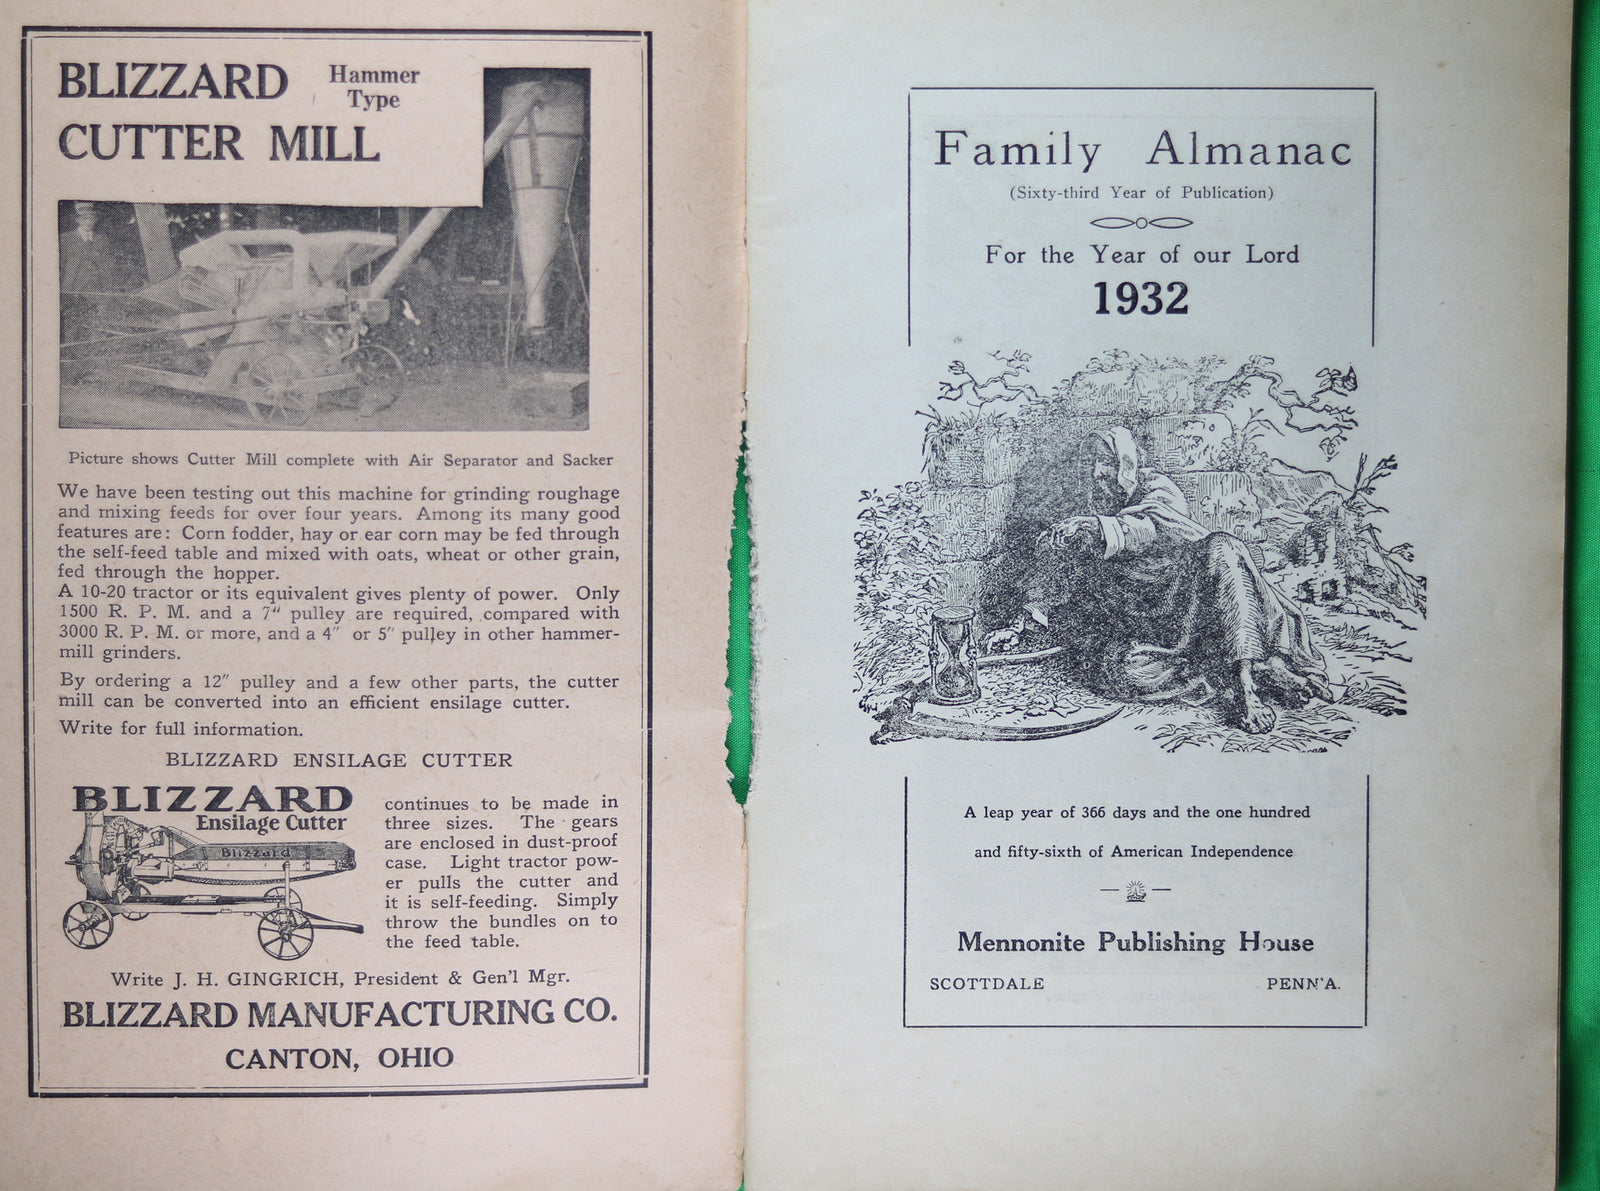 BLIZZARD Hammer Type
CUTTER MILL
Picture shows Cutter Mill complete with Air Separator and Sacker
We have been testing out this machine for grinding roughage
and mixing feeds for over four years. Among its many good
features are: Corn fodder, hay or ear corn may be fed through
the self-feed table and mixed with oats, wheat or other grain,
fed through the hopper.
A 10-20 tractor or its equivalent gives plenty of power. Only
1500 R. P. M. and a 7" pulley are required, compared with
3000 R. P. M. or more, and a 4" or 5" pulley in other hammer-
mill grinders.
By ordering a 12" pulley and a few other parts, the cutter
mill can be converted into an efficient ensilage cutter.
Write for full information.
BLIZZARD ENSILAGE CUTTER
BLIZZARD
Ensilage Cutter
Blizzard
continues to be made in
three sizes. The gears
are enclosed in dust-proof
case. Light tractor pow-
er pulls the cutter and
it is self-feeding. Simply
throw the bundles on to
the feed table.
Write J. H. GINGRICH, President & Gen'l Mgr.
BLIZZARD MANUFACTURING CO.
CANTON, OHIO
Family Almanac
(Sixty-third Year of Publication)
For the Year of our Lord
1932
A leap year of 366 days and the one hundred
and fifty-sixth of American Independence
Mennonite Publishing House
SCOTTDALE PENN'A.